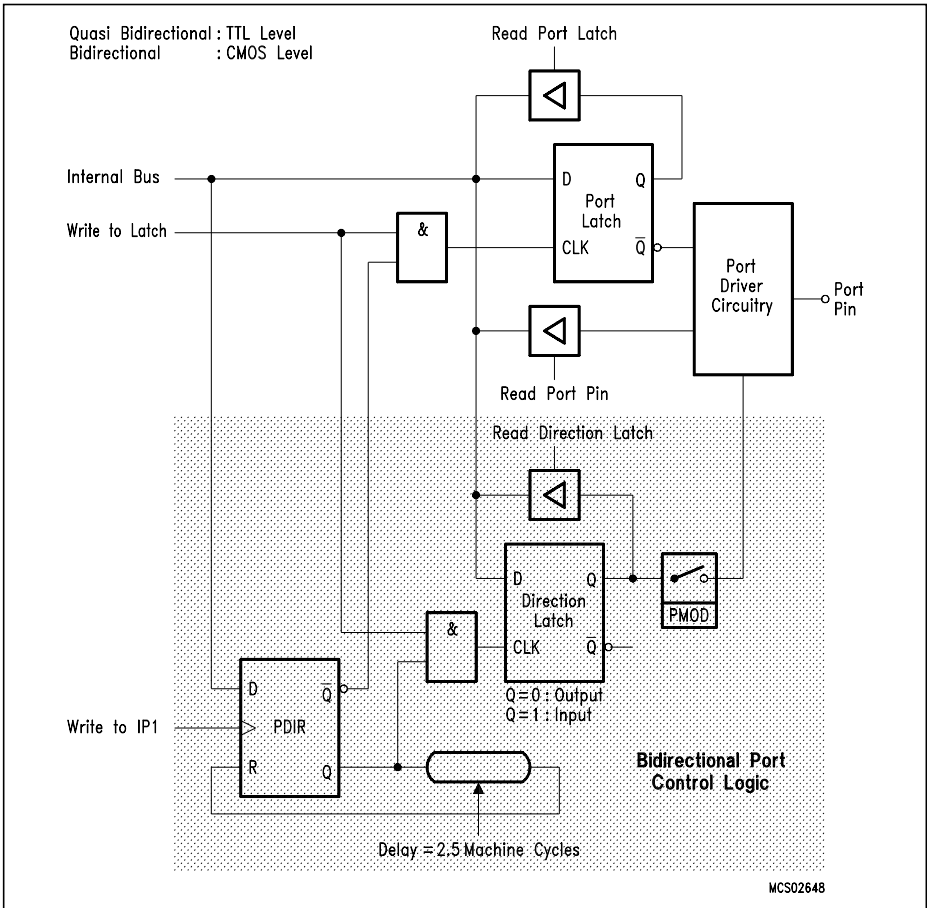 Quasi Bidirectional : TTL Level
Bidirectional : CMOS Level
Read Port Latch
Internal Bus
D Q
Port
Latch
Write to Latch
&
CLK Q̅
Port
Driver
Circuitry
Port
Pin
Read Port Pin
Read Direction Latch
D Q
Direction
Latch
PMOD
&
CLK Q̅
Q=0 : Output
Q=1 : Input
D Q̅
Write to IP1
PDIR
R Q
Bidirectional Port
Control Logic
Delay = 2.5 Machine Cycles
MCS02648